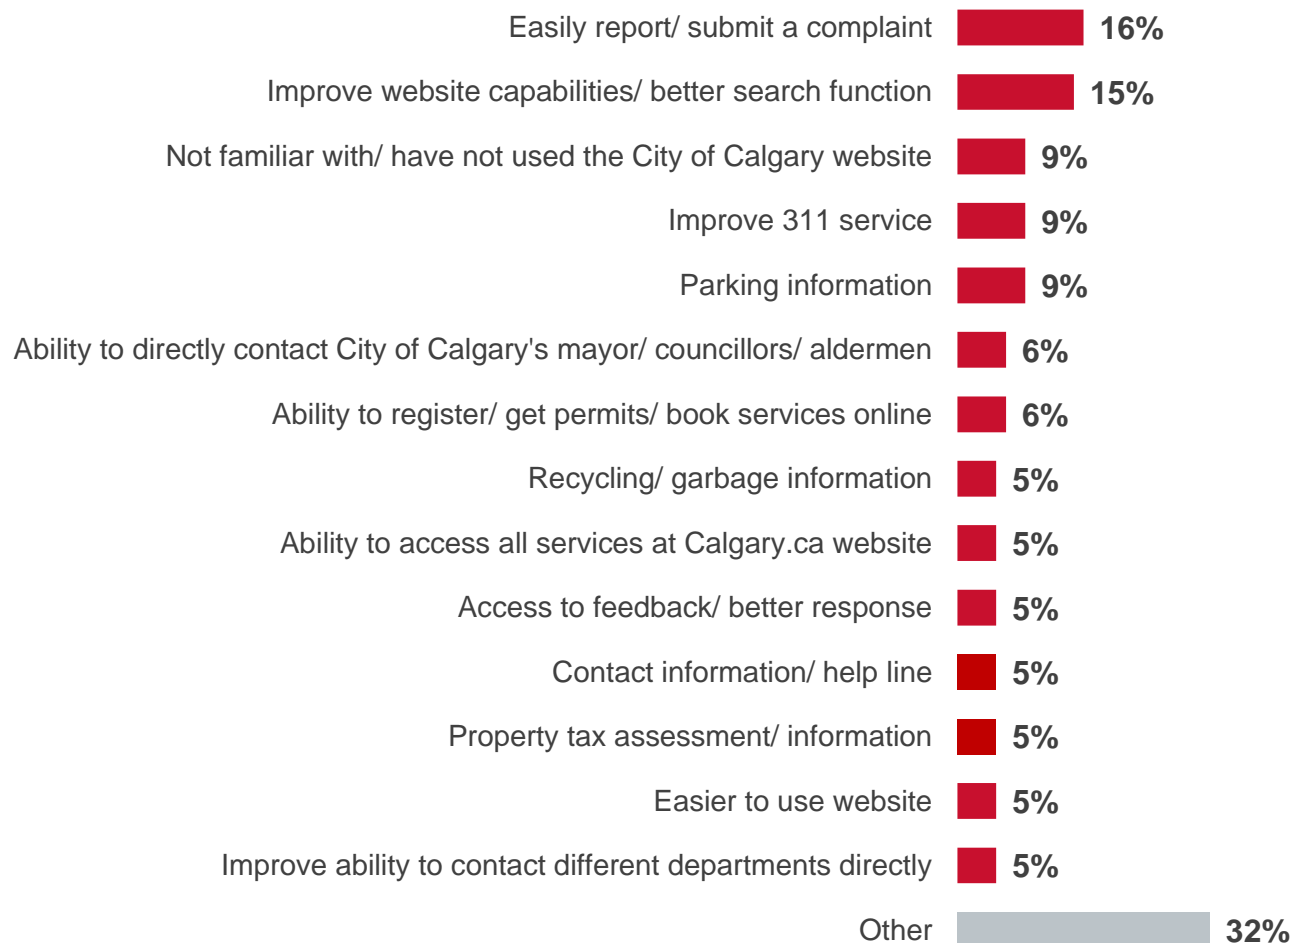 Easily report/ submit a complaint 16%
Improve website capabilities/ better search function 15%
Not familiar with/ have not used the City of Calgary website 9%
Improve 311 service 9%
Parking information 9%
Ability to directly contact City of Calgary's mayor/ councillors/ aldermen 6%
Ability to register/ get permits/ book services online 6%
Recycling/ garbage information 5%
Ability to access all services at Calgary.ca website 5%
Access to feedback/ better response 5%
Contact information/ help line 5%
Property tax assessment/ information 5%
Easier to use website 5%
Improve ability to contact different departments directly 5%
Other 32%